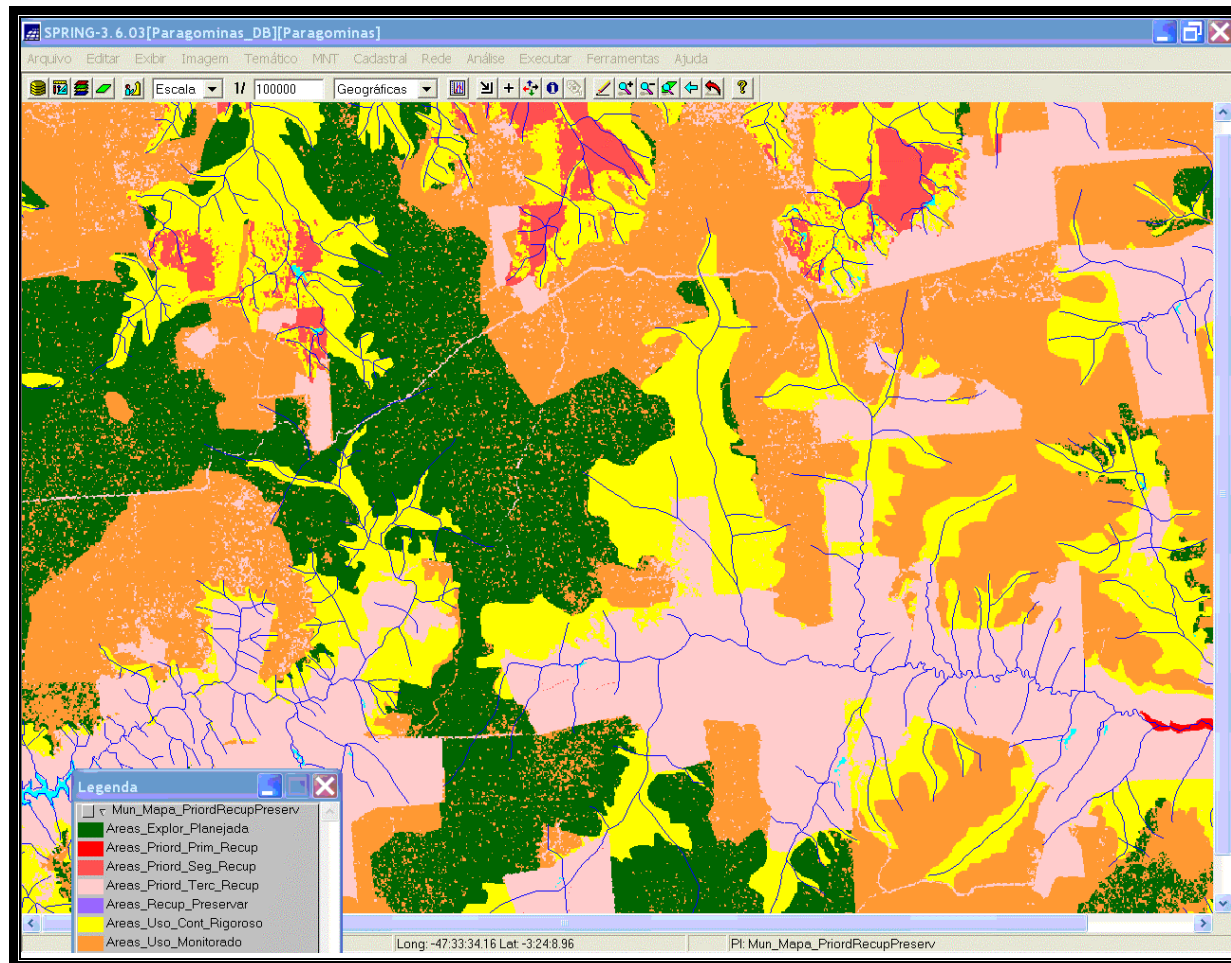 SPRING-3.6.03[Paragominas_DB][Paragominas]
Arquivo Editar Exibir Imagem Temático MNT Cadastral Rede Análise Executar Ferramentas Ajuda
Escala 1/ 100000 Geográficas
Legenda
Mun_Mapa_PriordRecupPreserv
Areas_Explor_Planejada
Areas_Priord_Prim_Recup
Areas_Priord_Seg_Recup
Areas_Priord_Terc_Recup
Areas_Recup_Preservar
Areas_Uso_Cont_Rigoroso
Areas_Uso_Monitorado
Long: -47:33:34.16 Lat: -3:24:8.96 PI: Mun_Mapa_PriordRecupPreserv